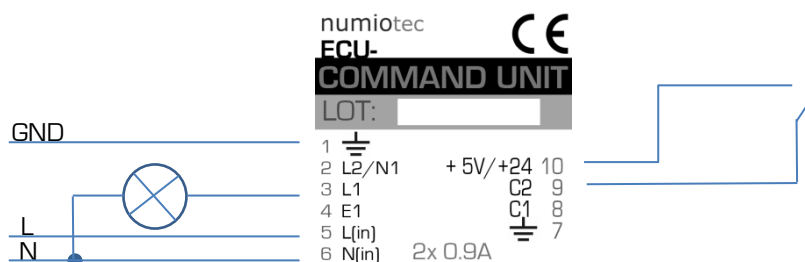 numiotec
ECU-
COMMAND UNIT
LOT:
GND
1
2 L2/N1 + 5V/+24 10
3 L1 C2 9
4 E1 C1 8
L
5 L(in) 7
N
6 N(in) 2x 0.9A
CE